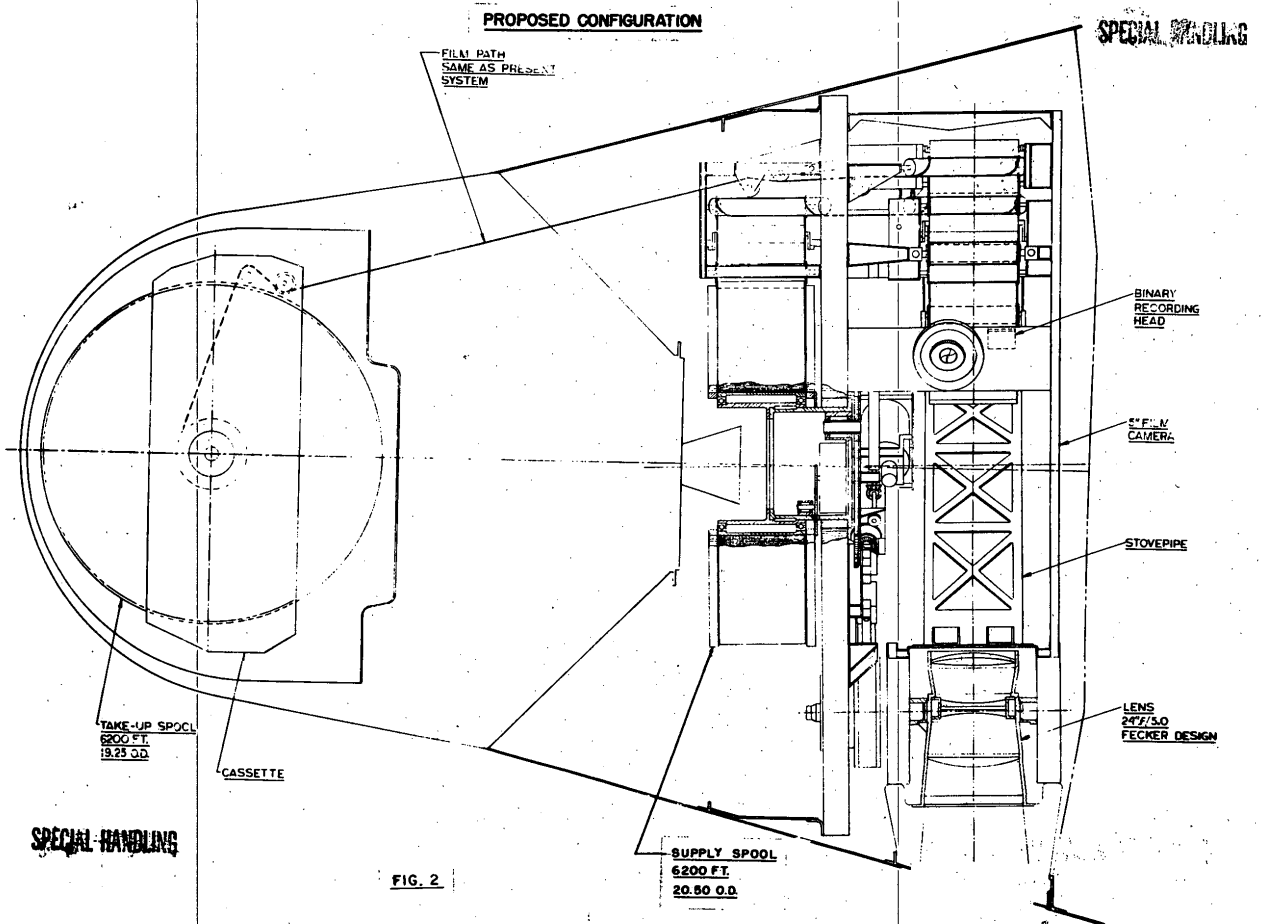 PROPOSED CONFIGURATION
SPECIAL HANDLING
FILM PATH
SAME AS PRESENT
SYSTEM
BINARY
RECORDING
HEAD
5" FILM
CAMERA
STOVEPIPE
LENS
24" F/5.0
FECKER DESIGN
TAKE-UP SPOOL
6200 FT.
19.25 O.D.
CASSETTE
SPECIAL HANDLING
SUPPLY SPOOL
6200 FT.
20.50 O.D.
FIG. 2